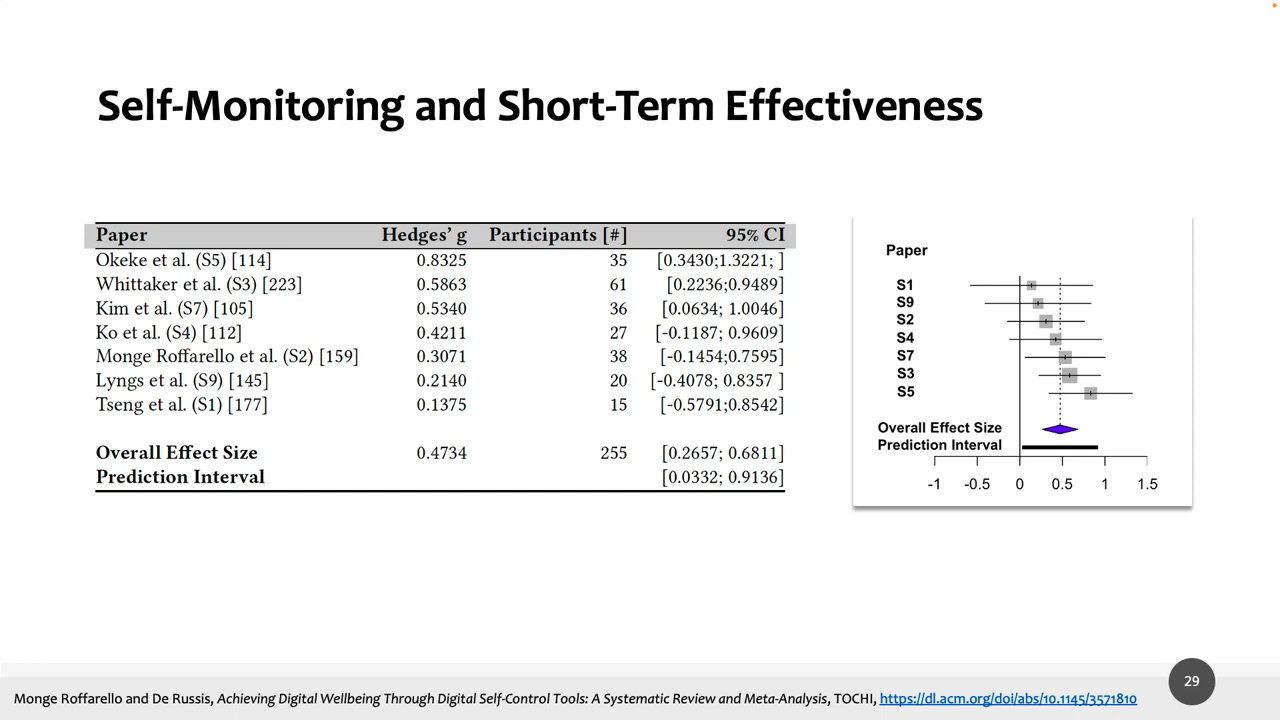 Self-Monitoring and Short-Term Effectiveness
Paper Hedges' g Participants [#] 95% CI
Okeke et al. (S5) [114] 0.8325 35 [0.3430;1.3221; ]
Whittaker et al. (S3) [223] 0.5863 61 [0.2236;0.9489]
Kim et al. (S7) [105] 0.5340 36 [0.0634; 1.0046]
Ko et al. (S4) [112] 0.4211 27 [-0.1187; 0.9609]
Monge Roffarello et al. (S2) [159] 0.3071 38 [-0.1454;0.7595]
Lyngs et al. (S9) [145] 0.2140 20 [-0.4078; 0.8357 ]
Tseng et al. (S1) [177] 0.1375 15 [-0.5791;0.8542]
Overall Effect Size 0.4734 255 [0.2657; 0.6811]
Prediction Interval [0.0332; 0.9136]
Paper
S1
S9
S2
S4
S7
S3
S5
Overall Effect Size
Prediction Interval
-1 -0.5 0 0.5 1 1.5
29
Monge Roffarello and De Russis, Achieving Digital Wellbeing Through Digital Self-Control Tools: A Systematic Review and Meta-Analysis, TOCHI, https://dl.acm.org/doi/abs/10.1145/3571810